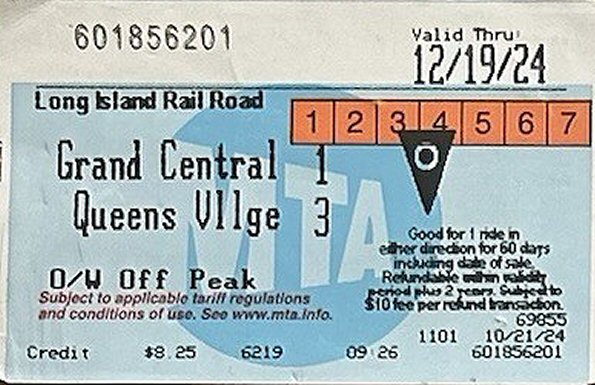 601856201
Valid Thru:
12/19/24
Long Island Rail Road
1 2 3 4 5 6 7
Grand Central 1
Queens Vllge 3
O
MTA
Good for 1 ride in
either direction for 60 days
including date of sale.
Refundable within validity
period plus 2 years. Subject to
$10 fee per refund transaction.
O/W Off Peak
Subject to applicable tariff regulations
and conditions of use. See www.mta.info.
69855
1101 10/21/24
Credit $8.25 6219 09:26 601856201